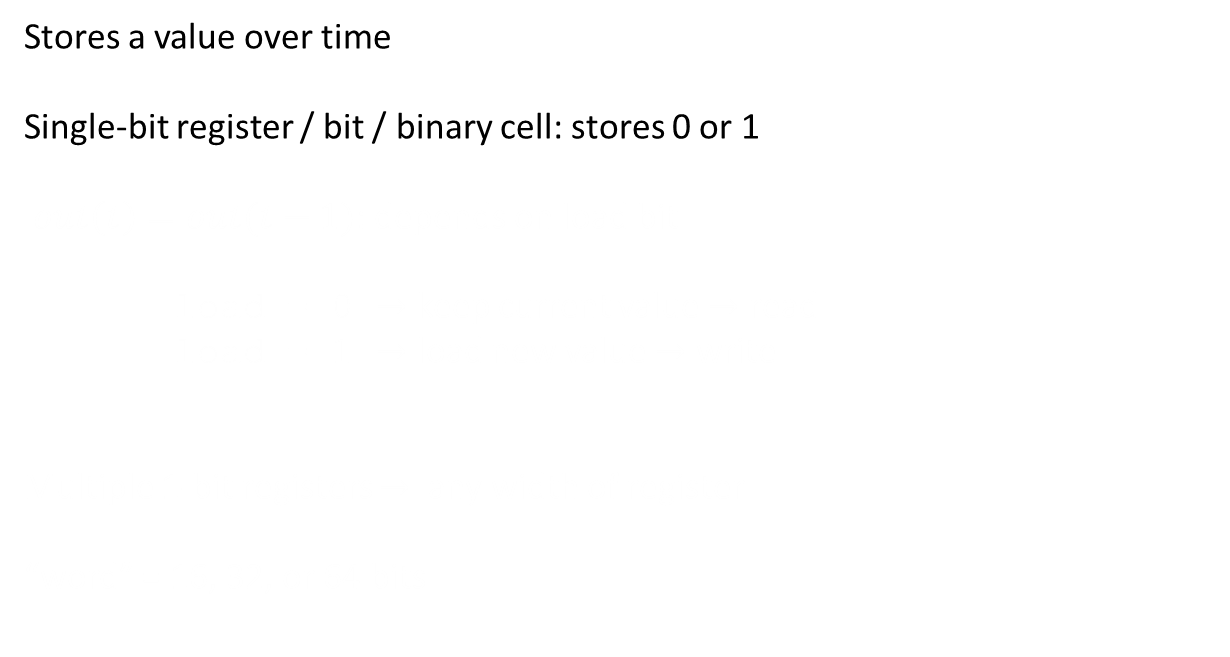 Stores a value over time
Single-bit register / bit / binary cell: stores 0 or 1